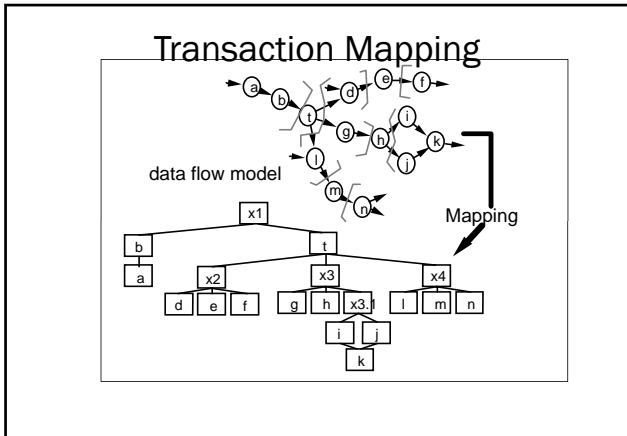 Transaction Mapping
a
b
t
d
e
f
g
h
i
j
k
l
m
n
data flow model
Mapping
x1
b
t
a
x2
x3
x4
d
e
f
g
h
x3.1
l
m
n
i
j
k